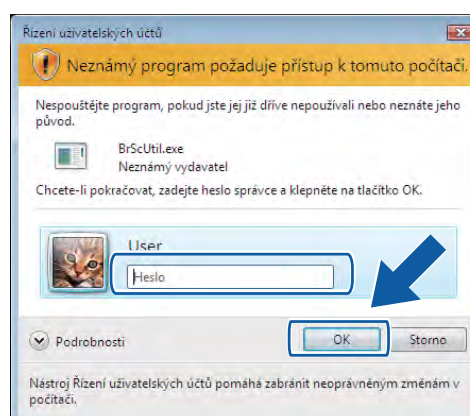 Řízení uživatelských účtů
Neznámý program požaduje přístup k tomuto počítači.
Nespouštějte program, pokud jste jej již dříve nepoužívali nebo neznáte jeho
původ.
BrScUtil.exe
Neznámý vydavatel
Chcete-li pokračovat, zadejte heslo správce a klepněte na tlačítko OK.
User
Heslo
Podrobnosti
OK
Storno
Nástroj Řízení uživatelských účtů pomáhá zabránit neoprávněným změnám v
počítači.